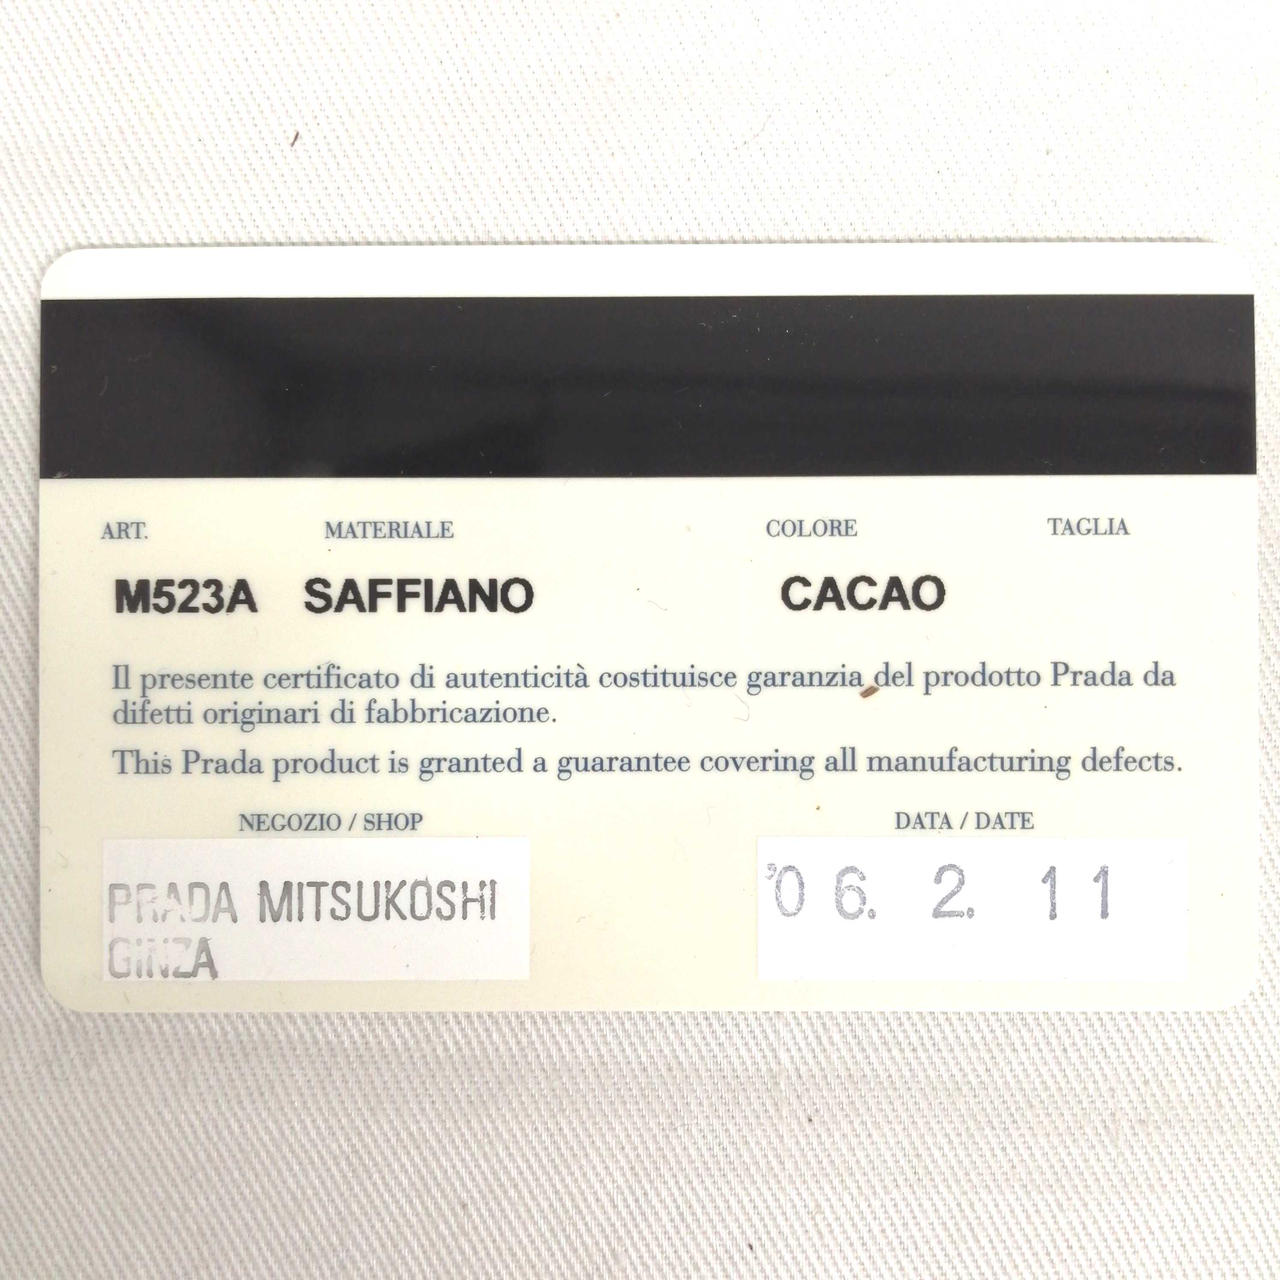 ART. MATERIALE COLORE TAGLIA
M523A SAFFIANO CACAO
Il presente certificato di autenticità costituisce garanzia del prodotto Prada da
difetti originari di fabbricazione.
This Prada product is granted a guarantee covering all manufacturing defects.
NEGOZIO / SHOP DATA / DATE
PRADA MITSUKOSHI '06. 2. 11
GINZA